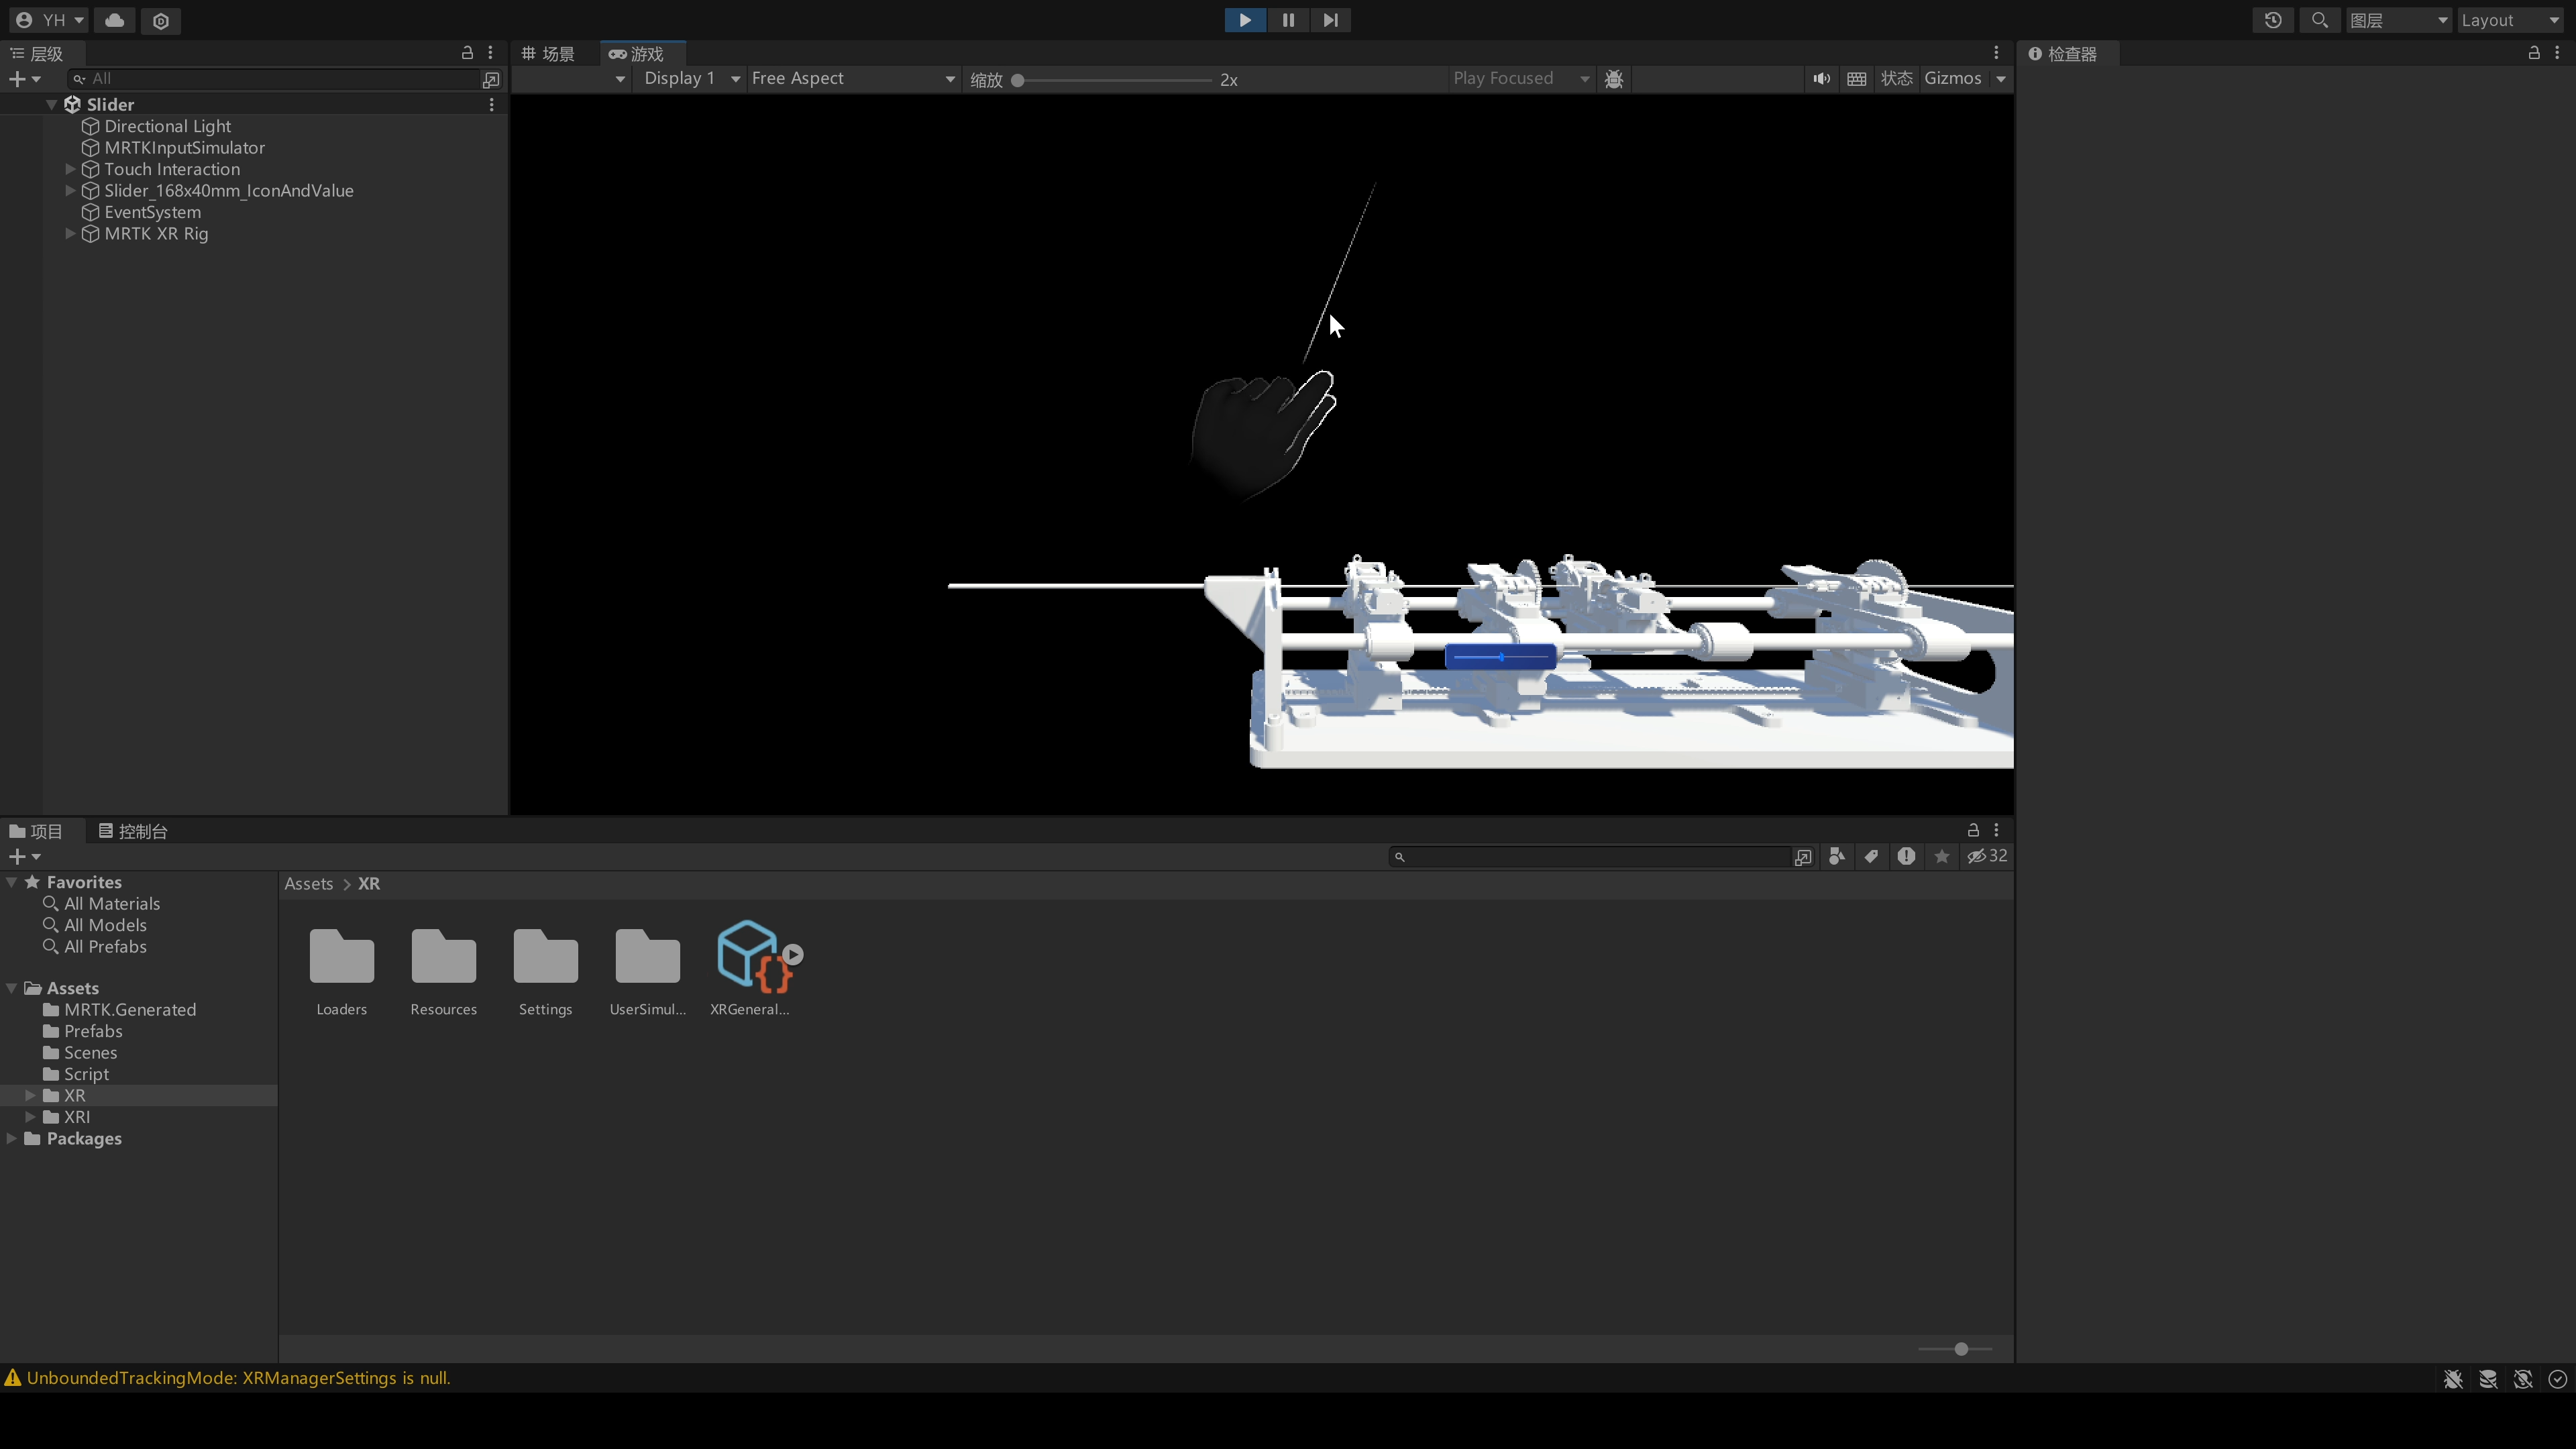 YH
图层
Layout
层级
场景
游戏
检查器
All
Display 1
Free Aspect
缩放
2x
Play Focused
状态
Gizmos
Slider
Directional Light
MRTKInputSimulator
Touch Interaction
Slider_168x40mm_IconAndValue
EventSystem
MRTK XR Rig
项目
控制台
32
Favorites
All Materials
All Models
All Prefabs
Assets
MRTK.Generated
Prefabs
Scenes
Script
XR
XRI
Packages
Assets > XR
Loaders
Resources
Settings
UserSimul...
XRGeneral...
UnboundedTrackingMode: XRManagerSettings is null.